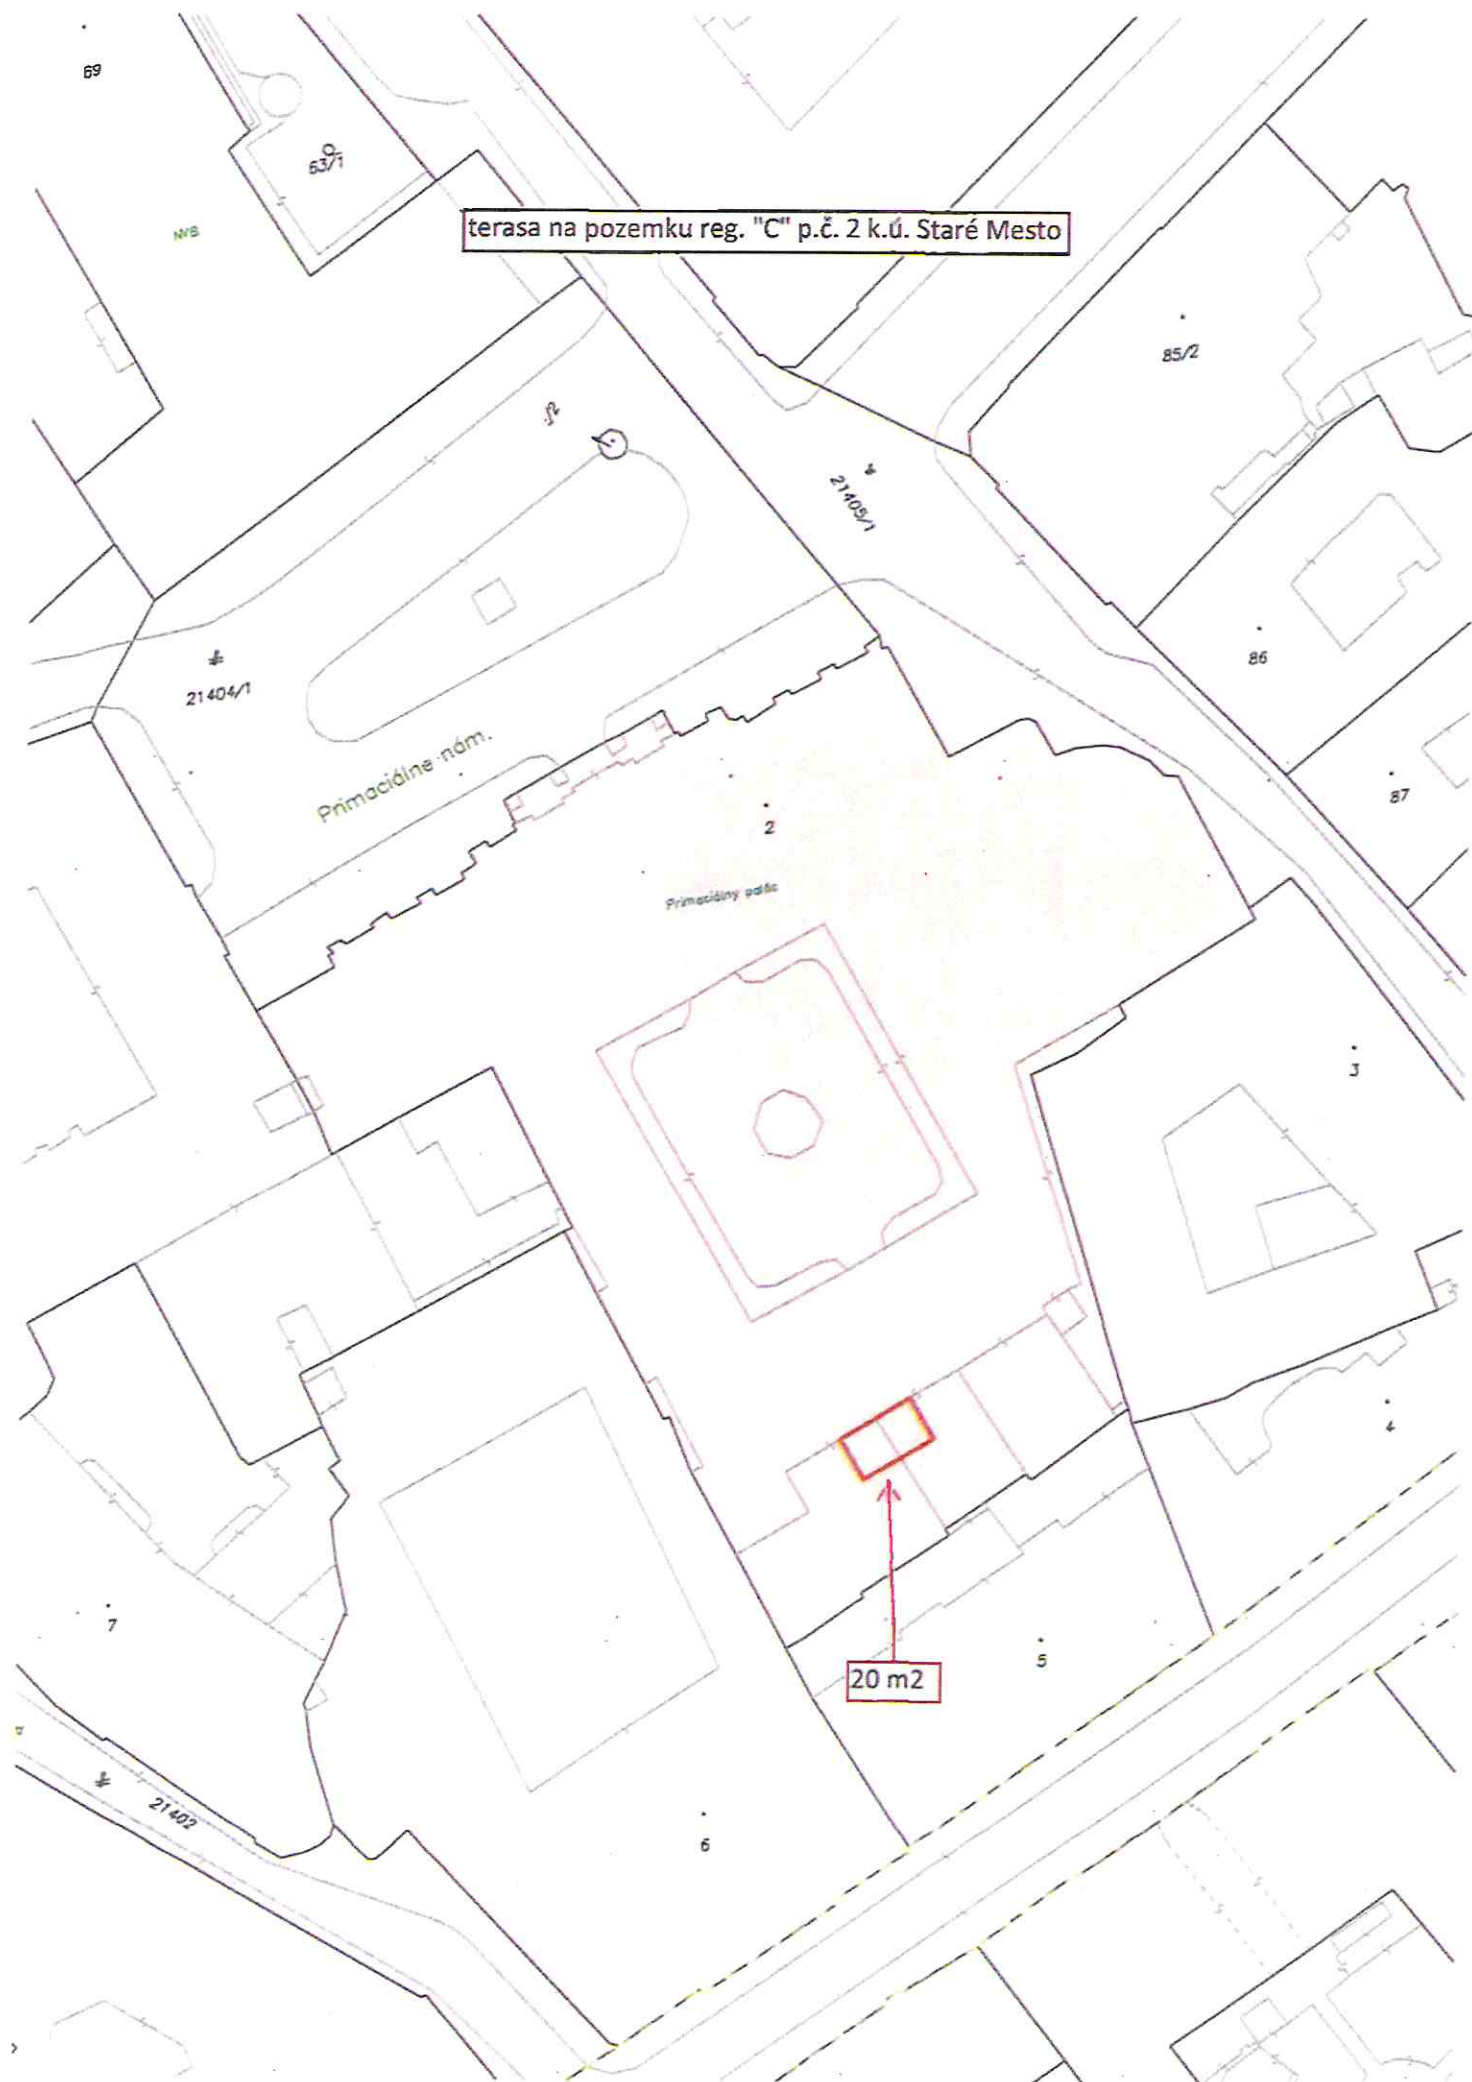 69
63/1
NVB
terasa na pozemku reg. "C" p.č. 2 k.ú. Staré Mesto
85/2
21405/1
86
21404/1
Primaciálne nám.
87
2
Primaciálny palác
3
4
20 m2
5
7
21402
6